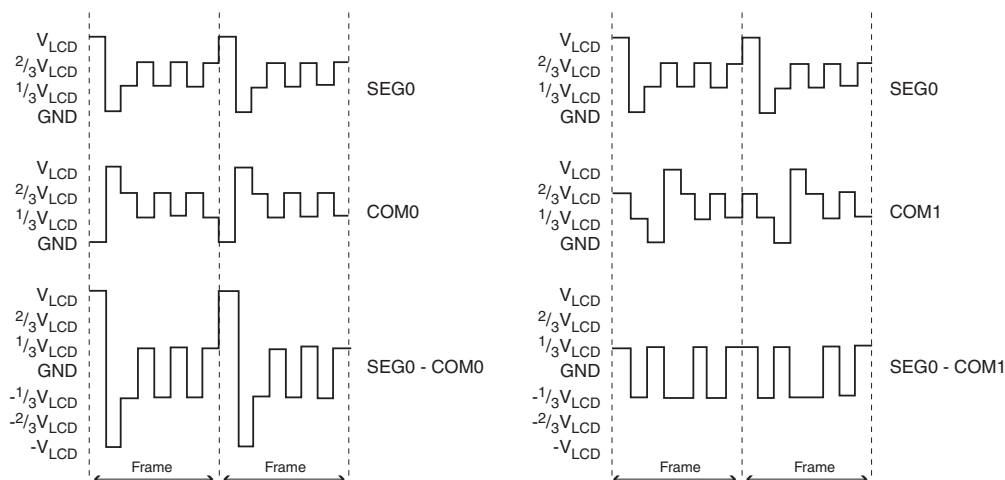 V_LCD
2/3V_LCD
1/3V_LCD
GND
SEG0
V_LCD
2/3V_LCD
1/3V_LCD
GND
COM0
V_LCD
2/3V_LCD
1/3V_LCD
GND
-1/3V_LCD
-2/3V_LCD
-V_LCD
SEG0 - COM0
Frame Frame
V_LCD
2/3V_LCD
1/3V_LCD
GND
SEG0
V_LCD
2/3V_LCD
1/3V_LCD
GND
COM1
V_LCD
2/3V_LCD
1/3V_LCD
GND
-1/3V_LCD
-2/3V_LCD
-V_LCD
SEG0 - COM1
Frame Frame